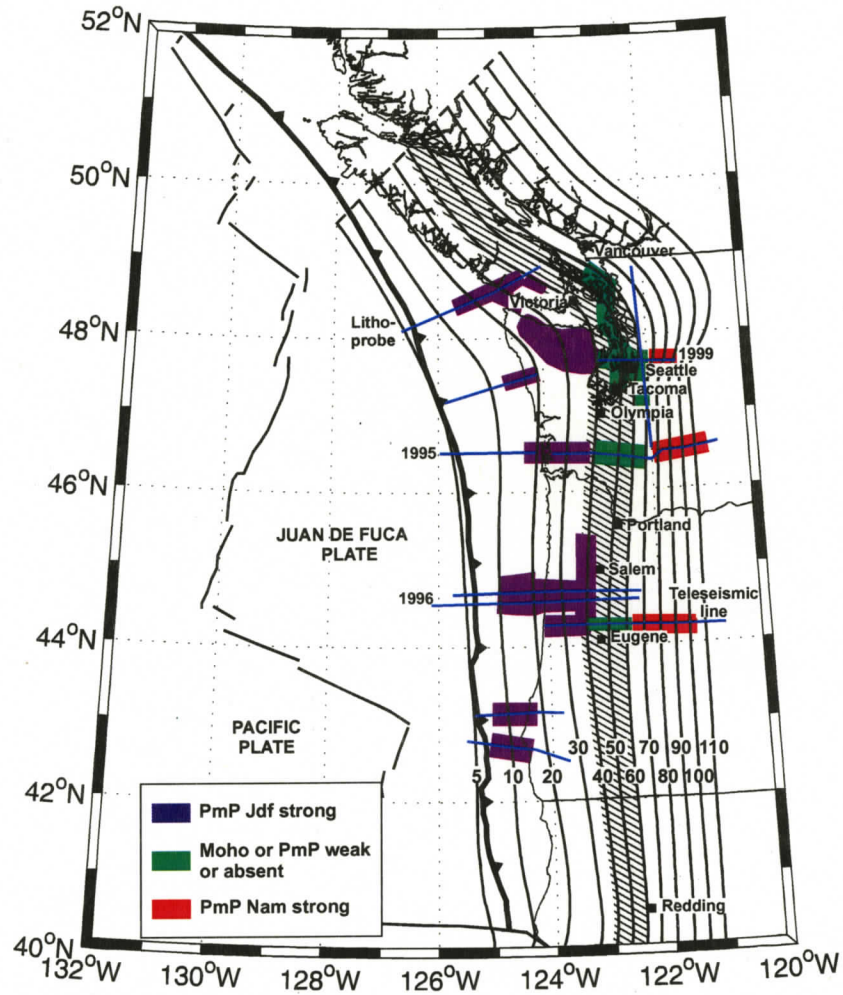 52°N
50°N
Vancouver
Victoria
48°N
Litho-
probe
1999
Seattle
Tacoma
Olympia
1995
46°N
Portland
JUAN DE FUCA
PLATE
Salem
1996
Teleseismic
line
44°N
Eugene
PACIFIC
PLATE
30 50 70 90 110
5 10 20 40 60 80 100
42°N
PmP Jdf strong
Moho or PmP weak
or absent
PmP Nam strong
Redding
40°N
132°W 130°W 128°W 126°W 124°W 122°W 120°W